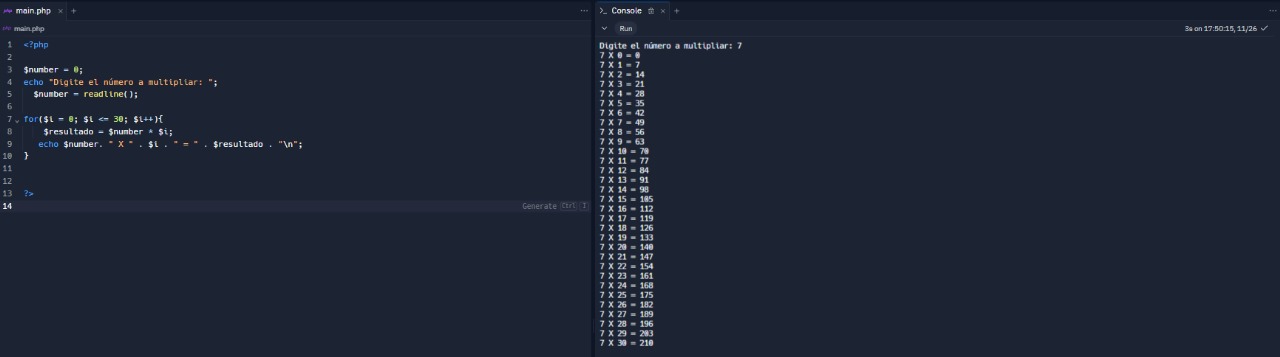 main.php
main.php
1 <?php
2
3 $number = 0;
4 echo "Digite el número a multiplicar: ";
5 $number = readline();
6
7 for($i = 0; $i <= 30; $i++){
8 $resultado = $number * $i;
9 echo $number. " X " . $i . " = " . $resultado . "\n";
10 }
11
12
13 ?>
14
Generate Ctrl I
Console
Run
3s on 17:50:15, 11/26
Digite el número a multiplicar: 7
7 X 0 = 0
7 X 1 = 7
7 X 2 = 14
7 X 3 = 21
7 X 4 = 28
7 X 5 = 35
7 X 6 = 42
7 X 7 = 49
7 X 8 = 56
7 X 9 = 63
7 X 10 = 70
7 X 11 = 77
7 X 12 = 84
7 X 13 = 91
7 X 14 = 98
7 X 15 = 105
7 X 16 = 112
7 X 17 = 119
7 X 18 = 126
7 X 19 = 133
7 X 20 = 140
7 X 21 = 147
7 X 22 = 154
7 X 23 = 161
7 X 24 = 168
7 X 25 = 175
7 X 26 = 182
7 X 27 = 189
7 X 28 = 196
7 X 29 = 203
7 X 30 = 210